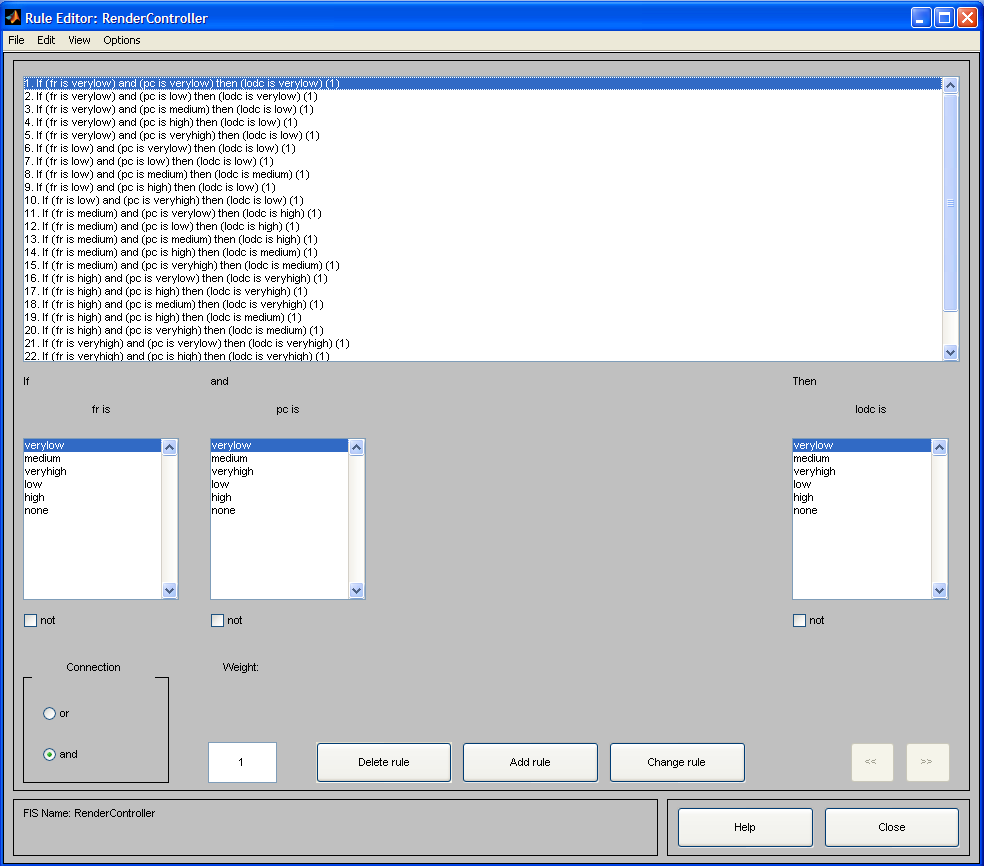 Rule Editor: RenderController
File Edit View Options
1. If (fr is verylow) and (pc is verylow) then (lodc is verylow) (1)
2. If (fr is verylow) and (pc is low) then (lodc is verylow) (1)
3. If (fr is verylow) and (pc is medium) then (lodc is low) (1)
4. If (fr is verylow) and (pc is high) then (lodc is low) (1)
5. If (fr is verylow) and (pc is veryhigh) then (lodc is low) (1)
6. If (fr is low) and (pc is verylow) then (lodc is low) (1)
7. If (fr is low) and (pc is low) then (lodc is low) (1)
8. If (fr is low) and (pc is medium) then (lodc is medium) (1)
9. If (fr is low) and (pc is high) then (lodc is low) (1)
10. If (fr is low) and (pc is veryhigh) then (lodc is low) (1)
11. If (fr is medium) and (pc is verylow) then (lodc is high) (1)
12. If (fr is medium) and (pc is low) then (lodc is high) (1)
13. If (fr is medium) and (pc is medium) then (lodc is high) (1)
14. If (fr is medium) and (pc is high) then (lodc is medium) (1)
15. If (fr is medium) and (pc is veryhigh) then (lodc is medium) (1)
16. If (fr is high) and (pc is verylow) then (lodc is veryhigh) (1)
17. If (fr is high) and (pc is high) then (lodc is veryhigh) (1)
18. If (fr is high) and (pc is medium) then (lodc is veryhigh) (1)
19. If (fr is high) and (pc is high) then (lodc is medium) (1)
20. If (fr is high) and (pc is veryhigh) then (lodc is medium) (1)
21. If (fr is veryhigh) and (pc is verylow) then (lodc is veryhigh) (1)
22. If (fr is veryhigh) and (pc is high) then (lodc is veryhigh) (1)
If and Then
fr is pc is lodc is
verylow verylow verylow
medium medium medium
veryhigh veryhigh veryhigh
low low low
high high high
none none none
not not not
Connection Weight:
or
and 1 Delete rule Add rule Change rule << >>
FIS Name: RenderController
Help Close